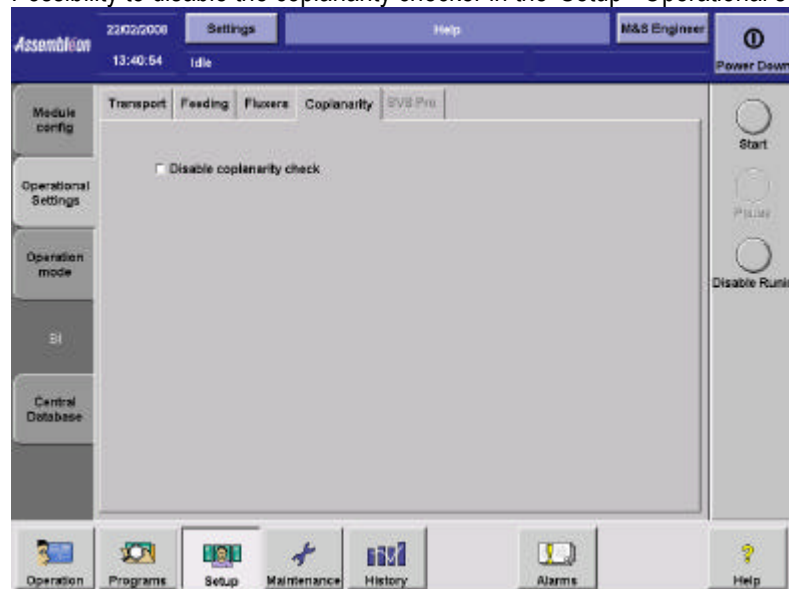 Possibility to disable the coplanarity checker in the Setup Operational
Assembléon
22/02/2006
Settings
Help
M&S Engineer
13:40:54
Idle
Power Down
Module config
Transport
Feeding
Fluxers
Coplanarity
SVS Pro
Disable coplanarity check
Operational Settings
Operation mode
SI
Central Database
Start
Pause
Disable Runin
Operation
Programs
Setup
Maintenance
History
Alarms
Help